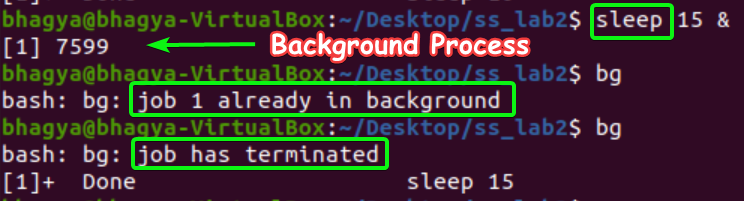 bhagya@bhagya-VirtualBox:~/Desktop/ss_lab2$ sleep 15 &
[1] 7599 Background Process
bhagya@bhagya-VirtualBox:~/Desktop/ss_lab2$ bg
bash: bg: job 1 already in background
bhagya@bhagya-VirtualBox:~/Desktop/ss_lab2$ bg
bash: bg: job has terminated
[1]+  Done                    sleep 15